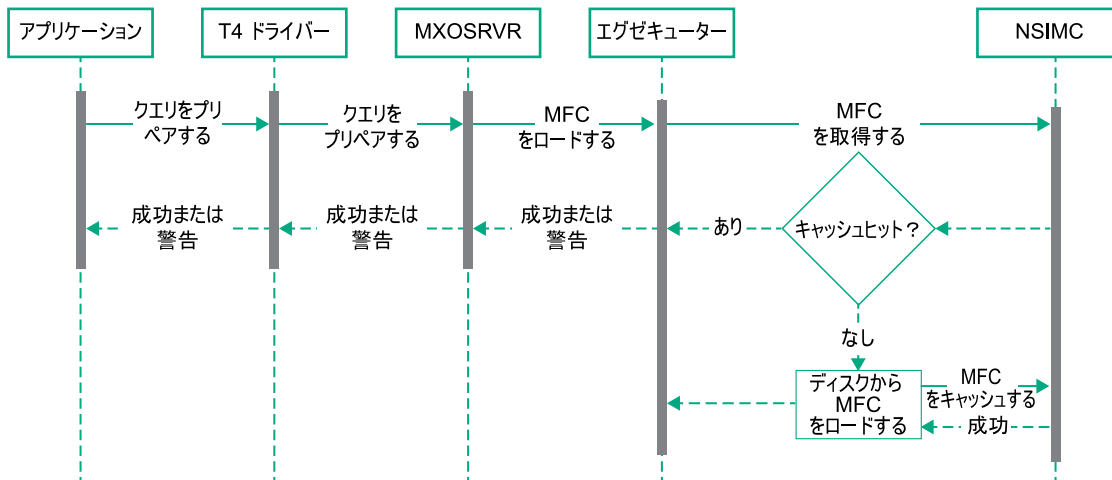 アプリケーション
T4 ドライバー
MXOSRVR
エグゼキューター
NSIMC
クエリをプリ
ペアする
クエリを
プリペアする
MFC
をロードする
MFC
を取得する
成功または
警告
成功または
警告
成功または
警告
あり
キャッシュヒット？
なし
ディスクから
MFC
をロードする
MFC
をキャッシュする
成功